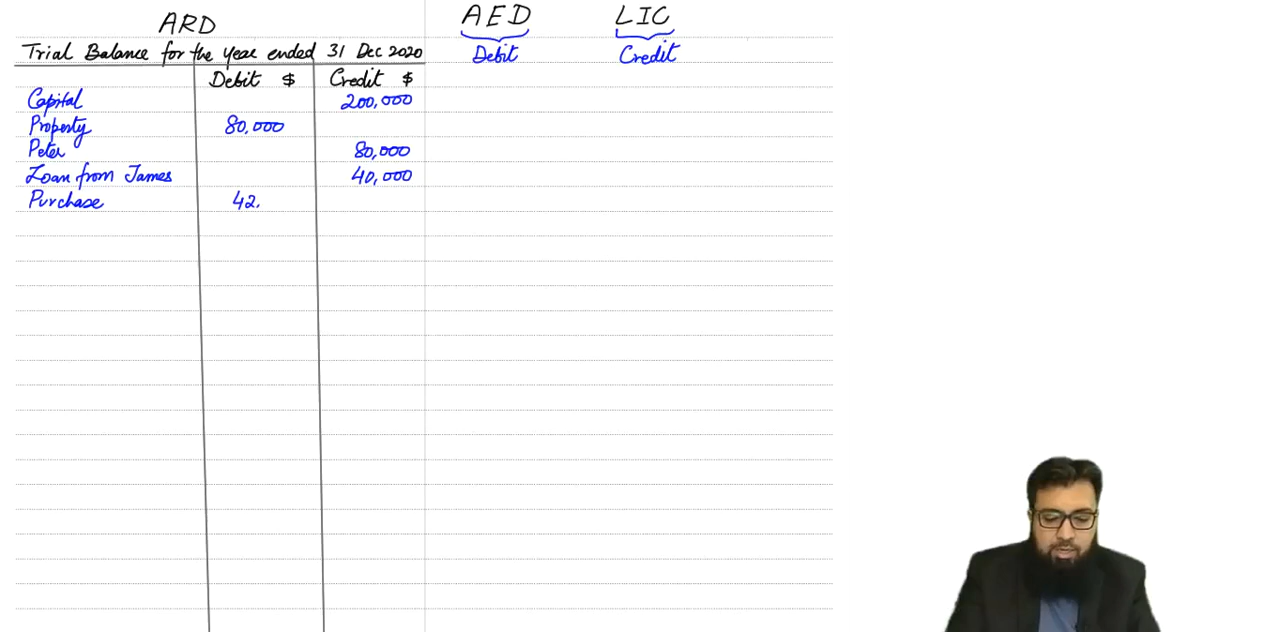 ARD
Trial Balance for the Year ended 31 Dec 2020
Debit $ Credit $
Capital 200,000
Property 80,000
Peter 80,000
Loan from James 40,000
Purchase 42.
AED LIC
Debit Credit